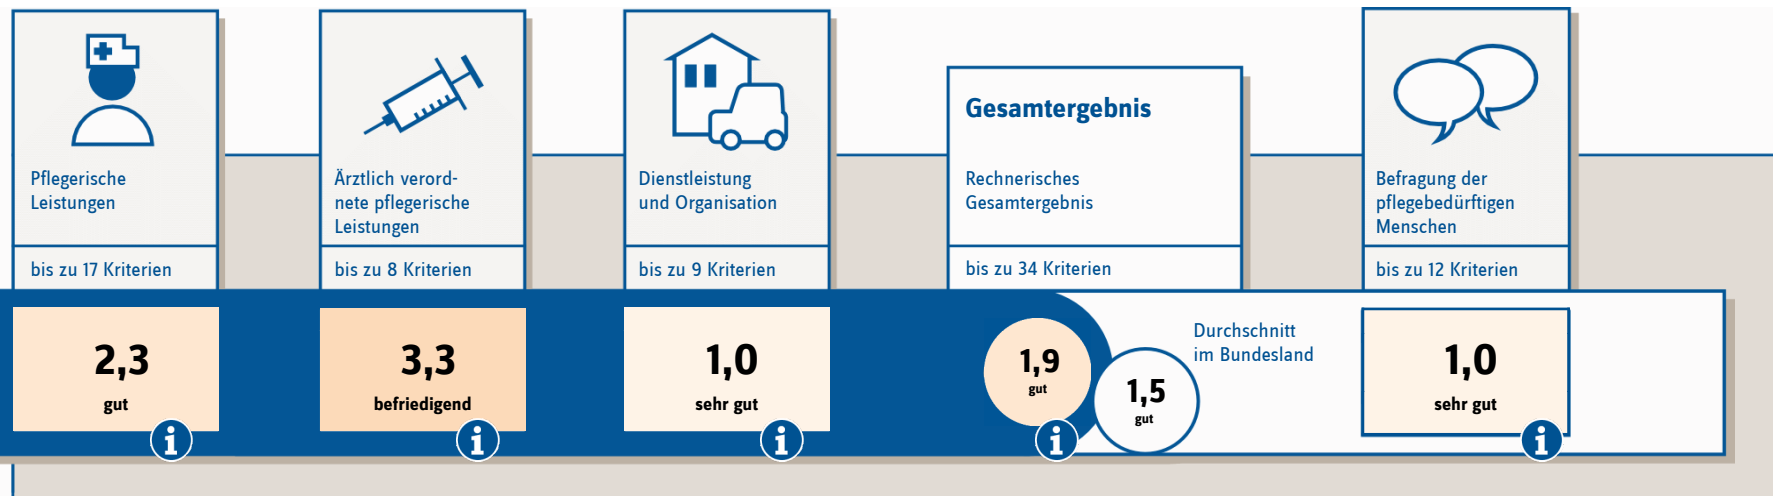 Pflegerische
Leistungen
bis zu 17 Kriterien
2,3
gut
Ärztlich verord-
nete pflegerische
Leistungen
bis zu 8 Kriterien
3,3
befriedigend
Dienstleistung
und Organisation
bis zu 9 Kriterien
1,0
sehr gut
Gesamtergebnis
Rechnerisches
Gesamtergebnis
bis zu 34 Kriterien
1,9
gut
1,5
gut
Durchschnitt
im Bundesland
Befragung der
pflegebedürftigen
Menschen
bis zu 12 Kriterien
1,0
sehr gut